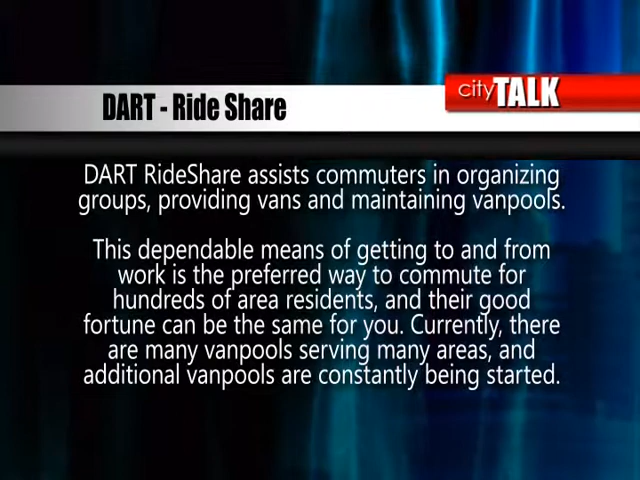 cityTALK
DART - Ride Share
DART RideShare assists commuters in organizing
groups, providing vans and maintaining vanpools.
This dependable means of getting to and from
work is the preferred way to commute for
hundreds of area residents, and their good
fortune can be the same for you. Currently, there
are many vanpools serving many areas, and
additional vanpools are constantly being started.